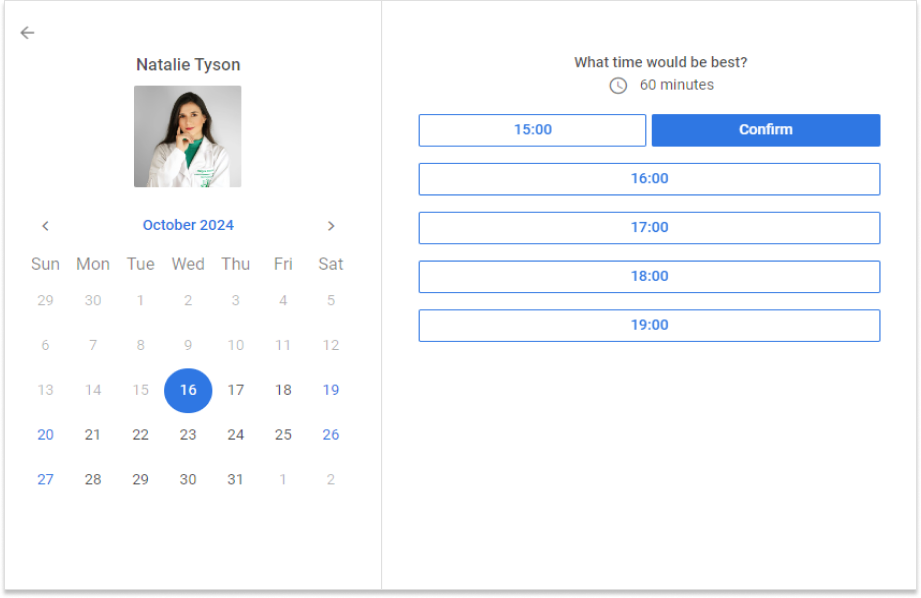 Natalie Tyson
October 2024
Sun Mon Tue Wed Thu Fri Sat
29 30 1 2 3 4 5
6 7 8 9 10 11 12
13 14 15 16 17 18 19
20 21 22 23 24 25 26
27 28 29 30 31 1 2
What time would be best?
60 minutes
15:00 Confirm
16:00
17:00
18:00
19:00